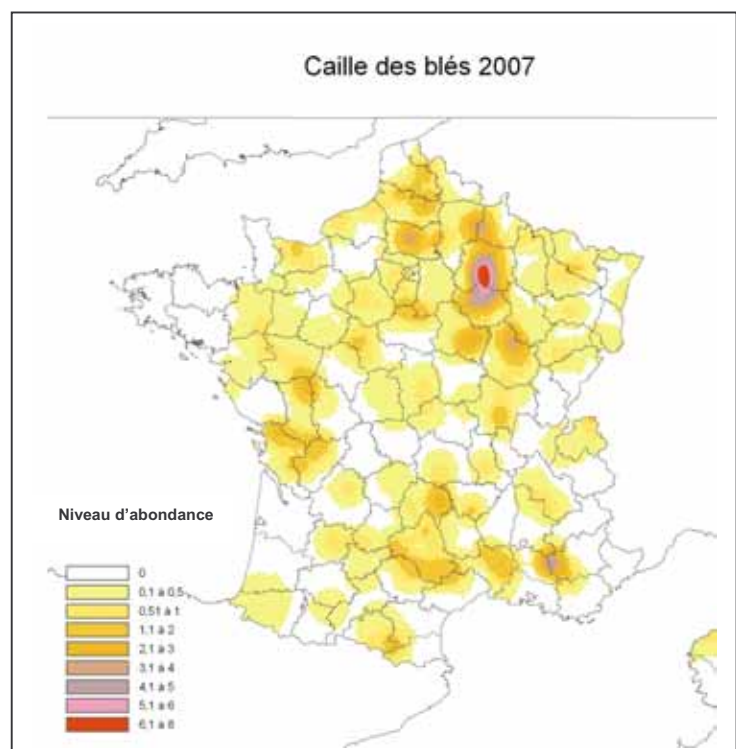 Caille des blés 2007
Niveau d'abondance
0
0,1 à 0,5
0,51 à 1
1,1 à 2
2,1 à 3
3,1 à 4
4,1 à 5
5,1 à 6
6,1 à 8